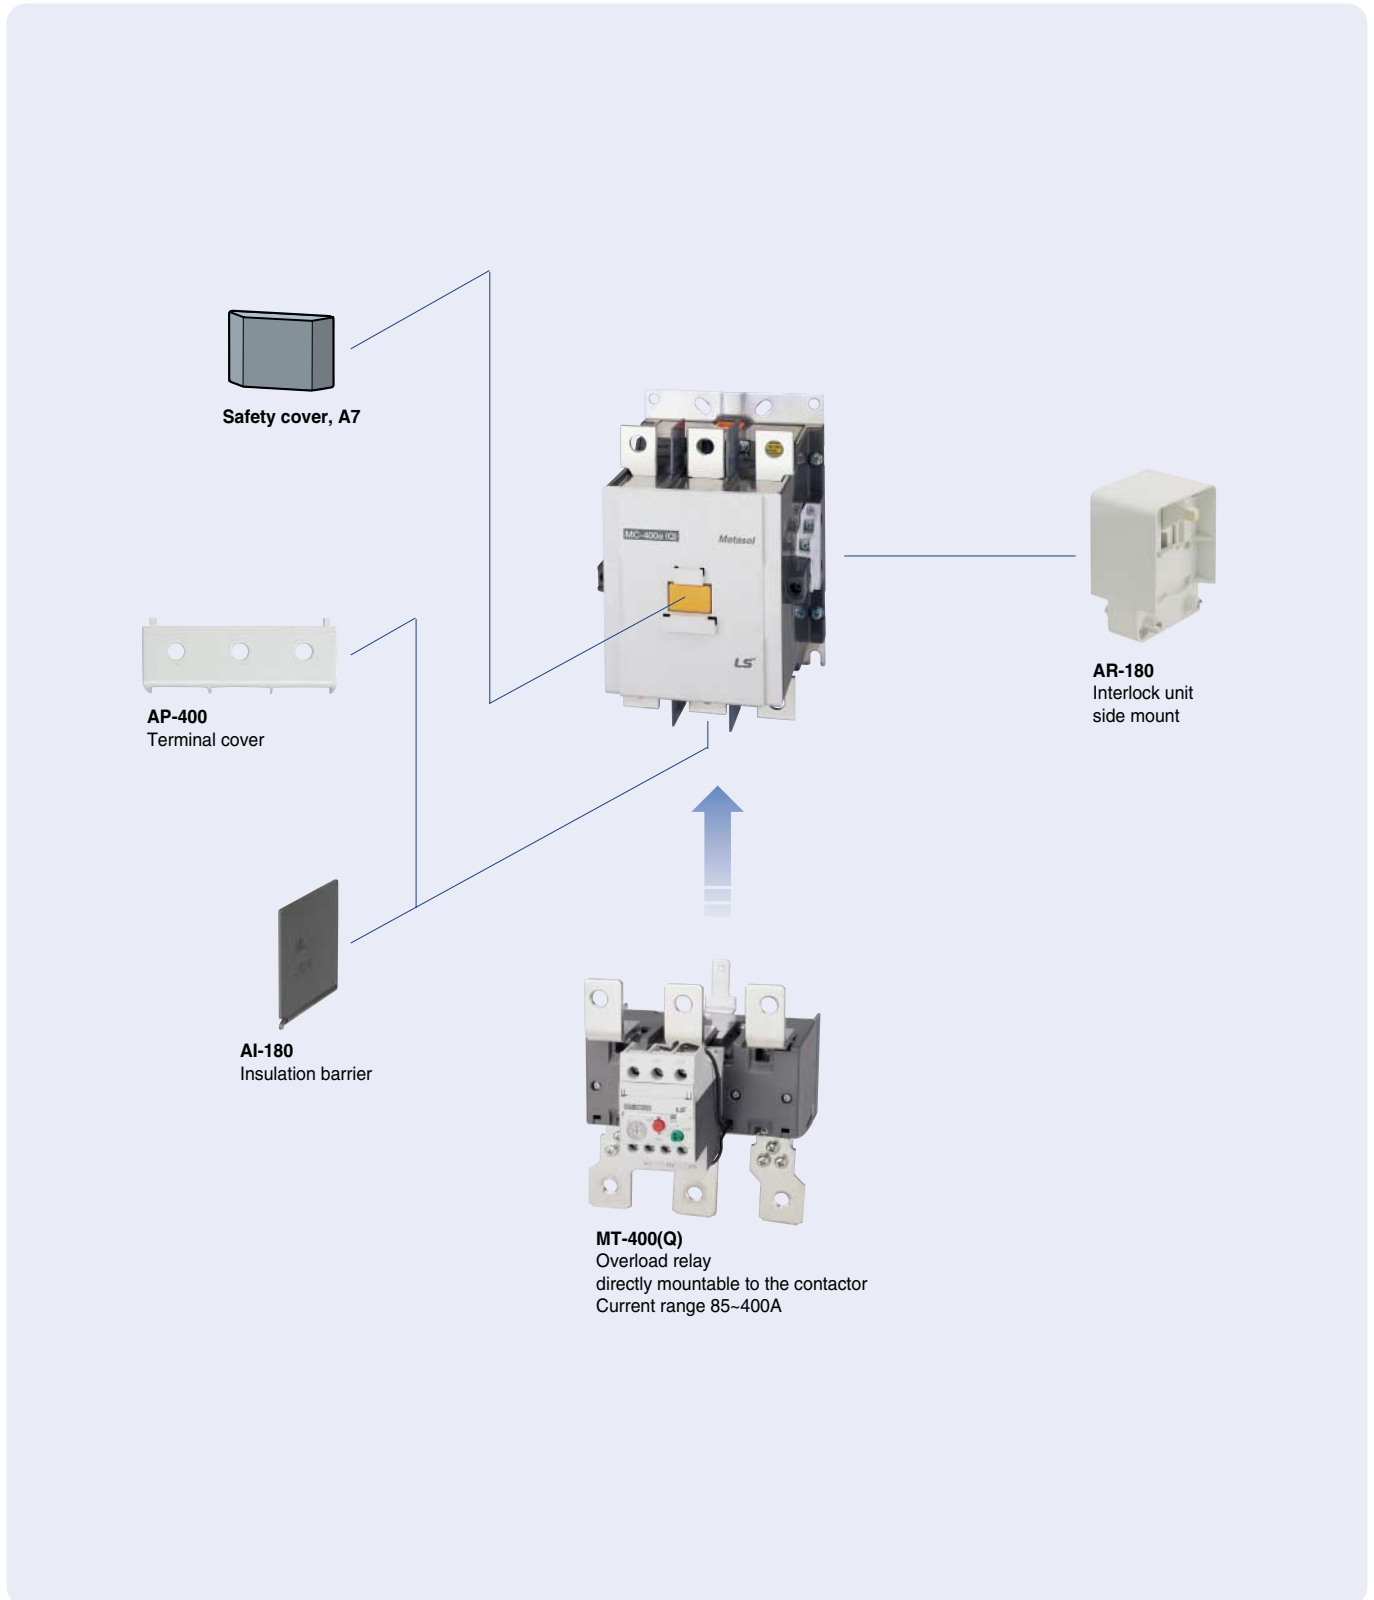 Safety cover, A7
MC-400a (Q)
Metasol
LS
AP-400
Terminal cover
AR-180
Interlock unit
side mount
AI-180
Insulation barrier
LS
MT-400(Q)
Overload relay
directly mountable to the contactor
Current range 85~400A